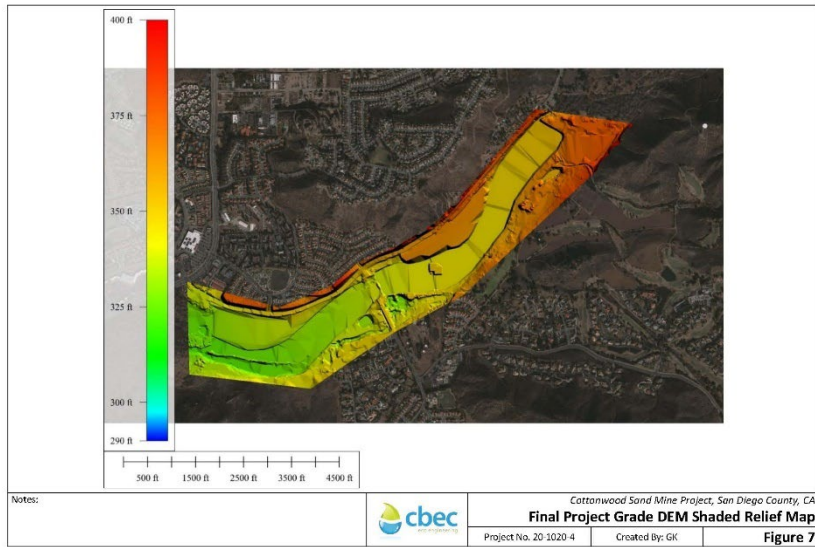 400 ft
375 ft
350 ft
325 ft
300 ft
290 ft
500 ft 1500 ft 2500 ft 3500 ft 4500 ft
Notes:
cbec
eco engineering
Cottonwood Sand Mine Project, San Diego County, CA
Final Project Grade DEM Shaded Relief Map
Project No. 20-1020-4
Created By: GK
Figure 7